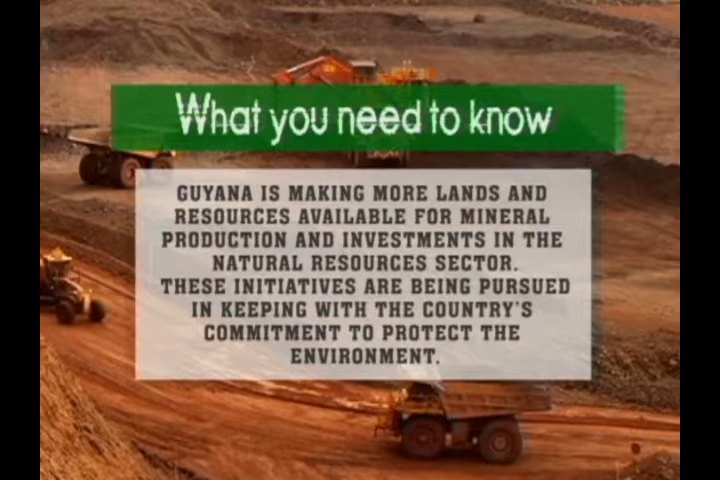 What you need to know
GUYANA IS MAKING MORE LANDS AND
RESOURCES AVAILABLE FOR MINERAL
PRODUCTION AND INVESTMENTS IN THE
NATURAL RESOURCES SECTOR.
THESE INITIATIVES ARE BEING PURSUED
IN KEEPING WITH THE COUNTRY'S
COMMITMENT TO PROTECT THE
ENVIRONMENT.